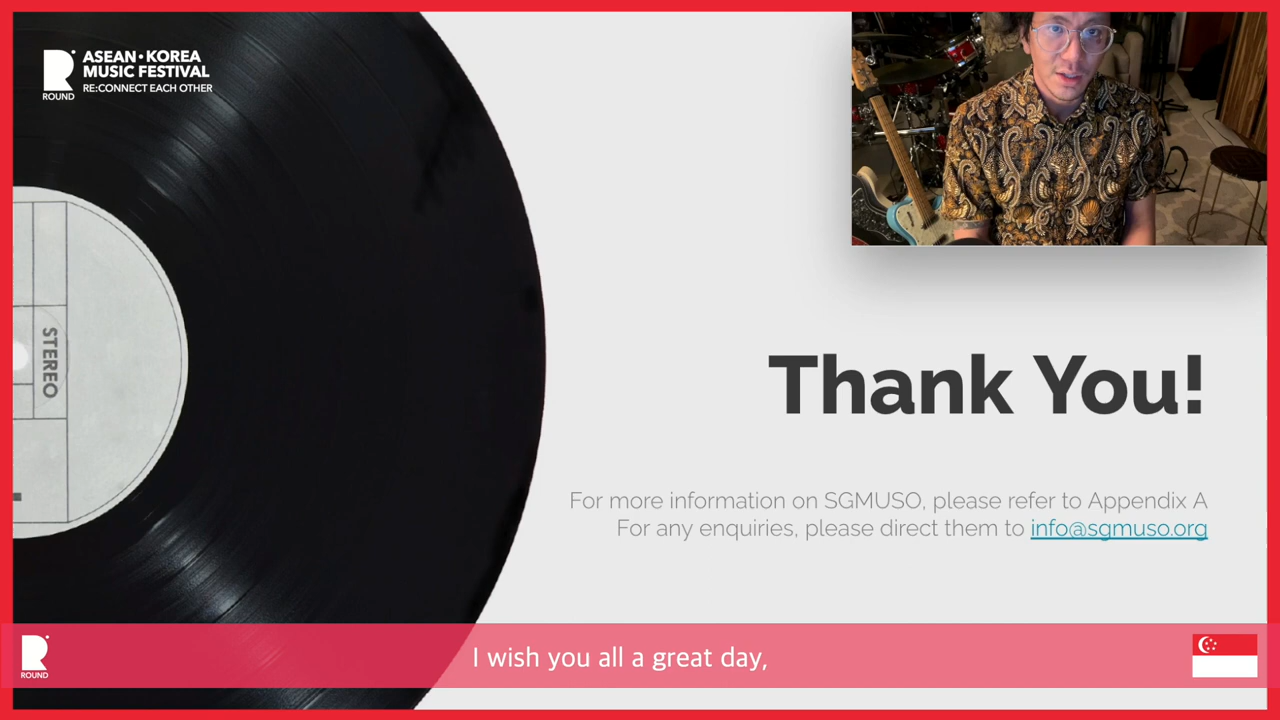 ASEAN•KOREA
MUSIC FESTIVAL
RE:CONNECT EACH OTHER
ROUND
STEREO
Thank You!
For more information on SGMUSO, please refer to Appendix A
For any enquiries, please direct them to info@sgmuso.org
ROUND
I wish you all a great day,